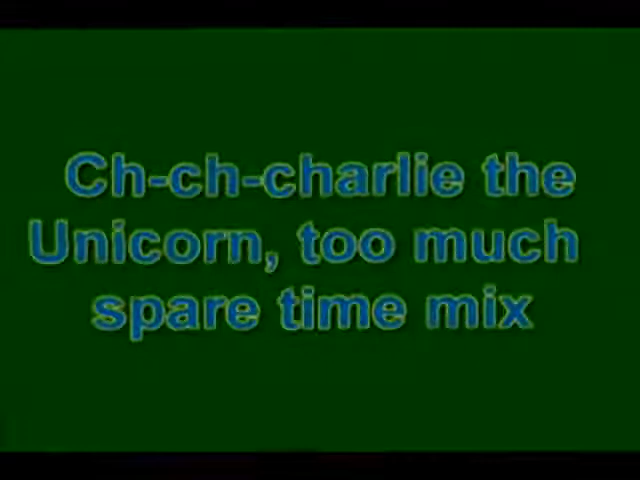 Ch-ch-charlie the
Unicorn, too much
spare time mix